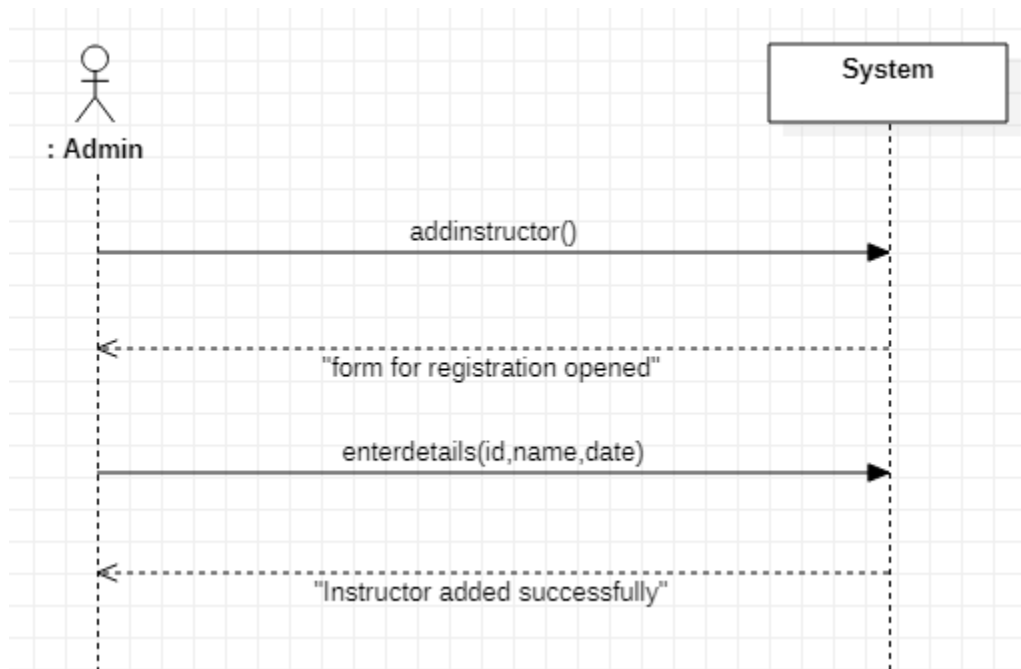 System
: Admin
addinstructor()
"form for registration opened"
enterdetails(id,name,date)
"Instructor added successfully"